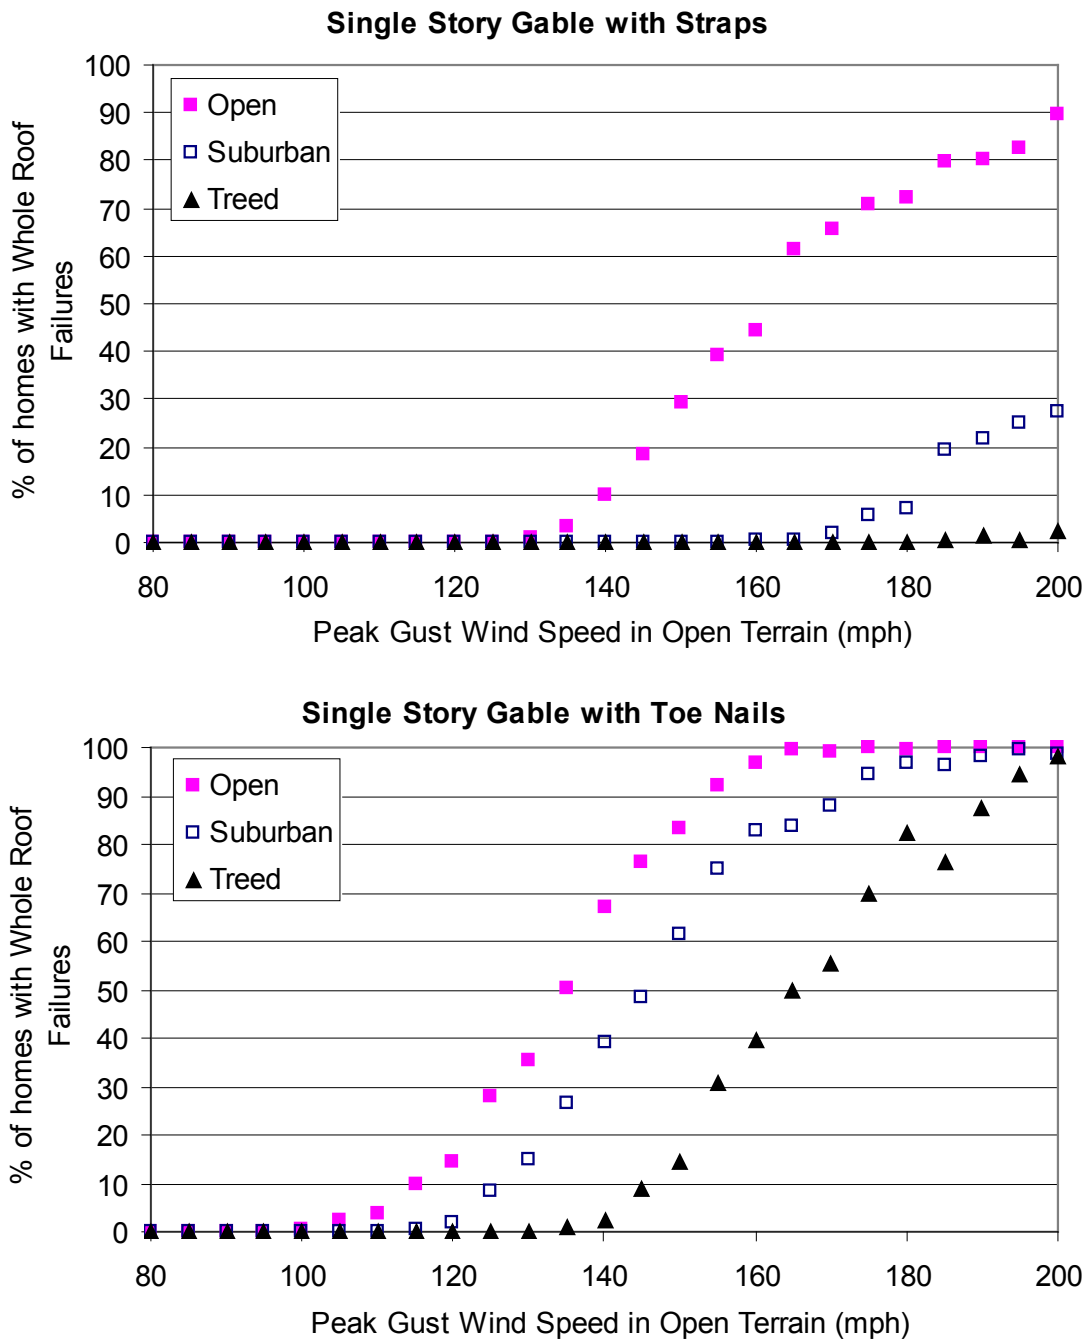 Single Story Gable with Straps
100
90
80
70
60
50
40
30
20
10
0
% of homes with Whole Roof
Failures
Open
Suburban
Treed
80 100 120 140 160 180 200
Peak Gust Wind Speed in Open Terrain (mph)
Single Story Gable with Toe Nails
100
90
80
70
60
50
40
30
20
10
0
% of homes with Whole Roof
Failures
Open
Suburban
Treed
80 100 120 140 160 180 200
Peak Gust Wind Speed in Open Terrain (mph)